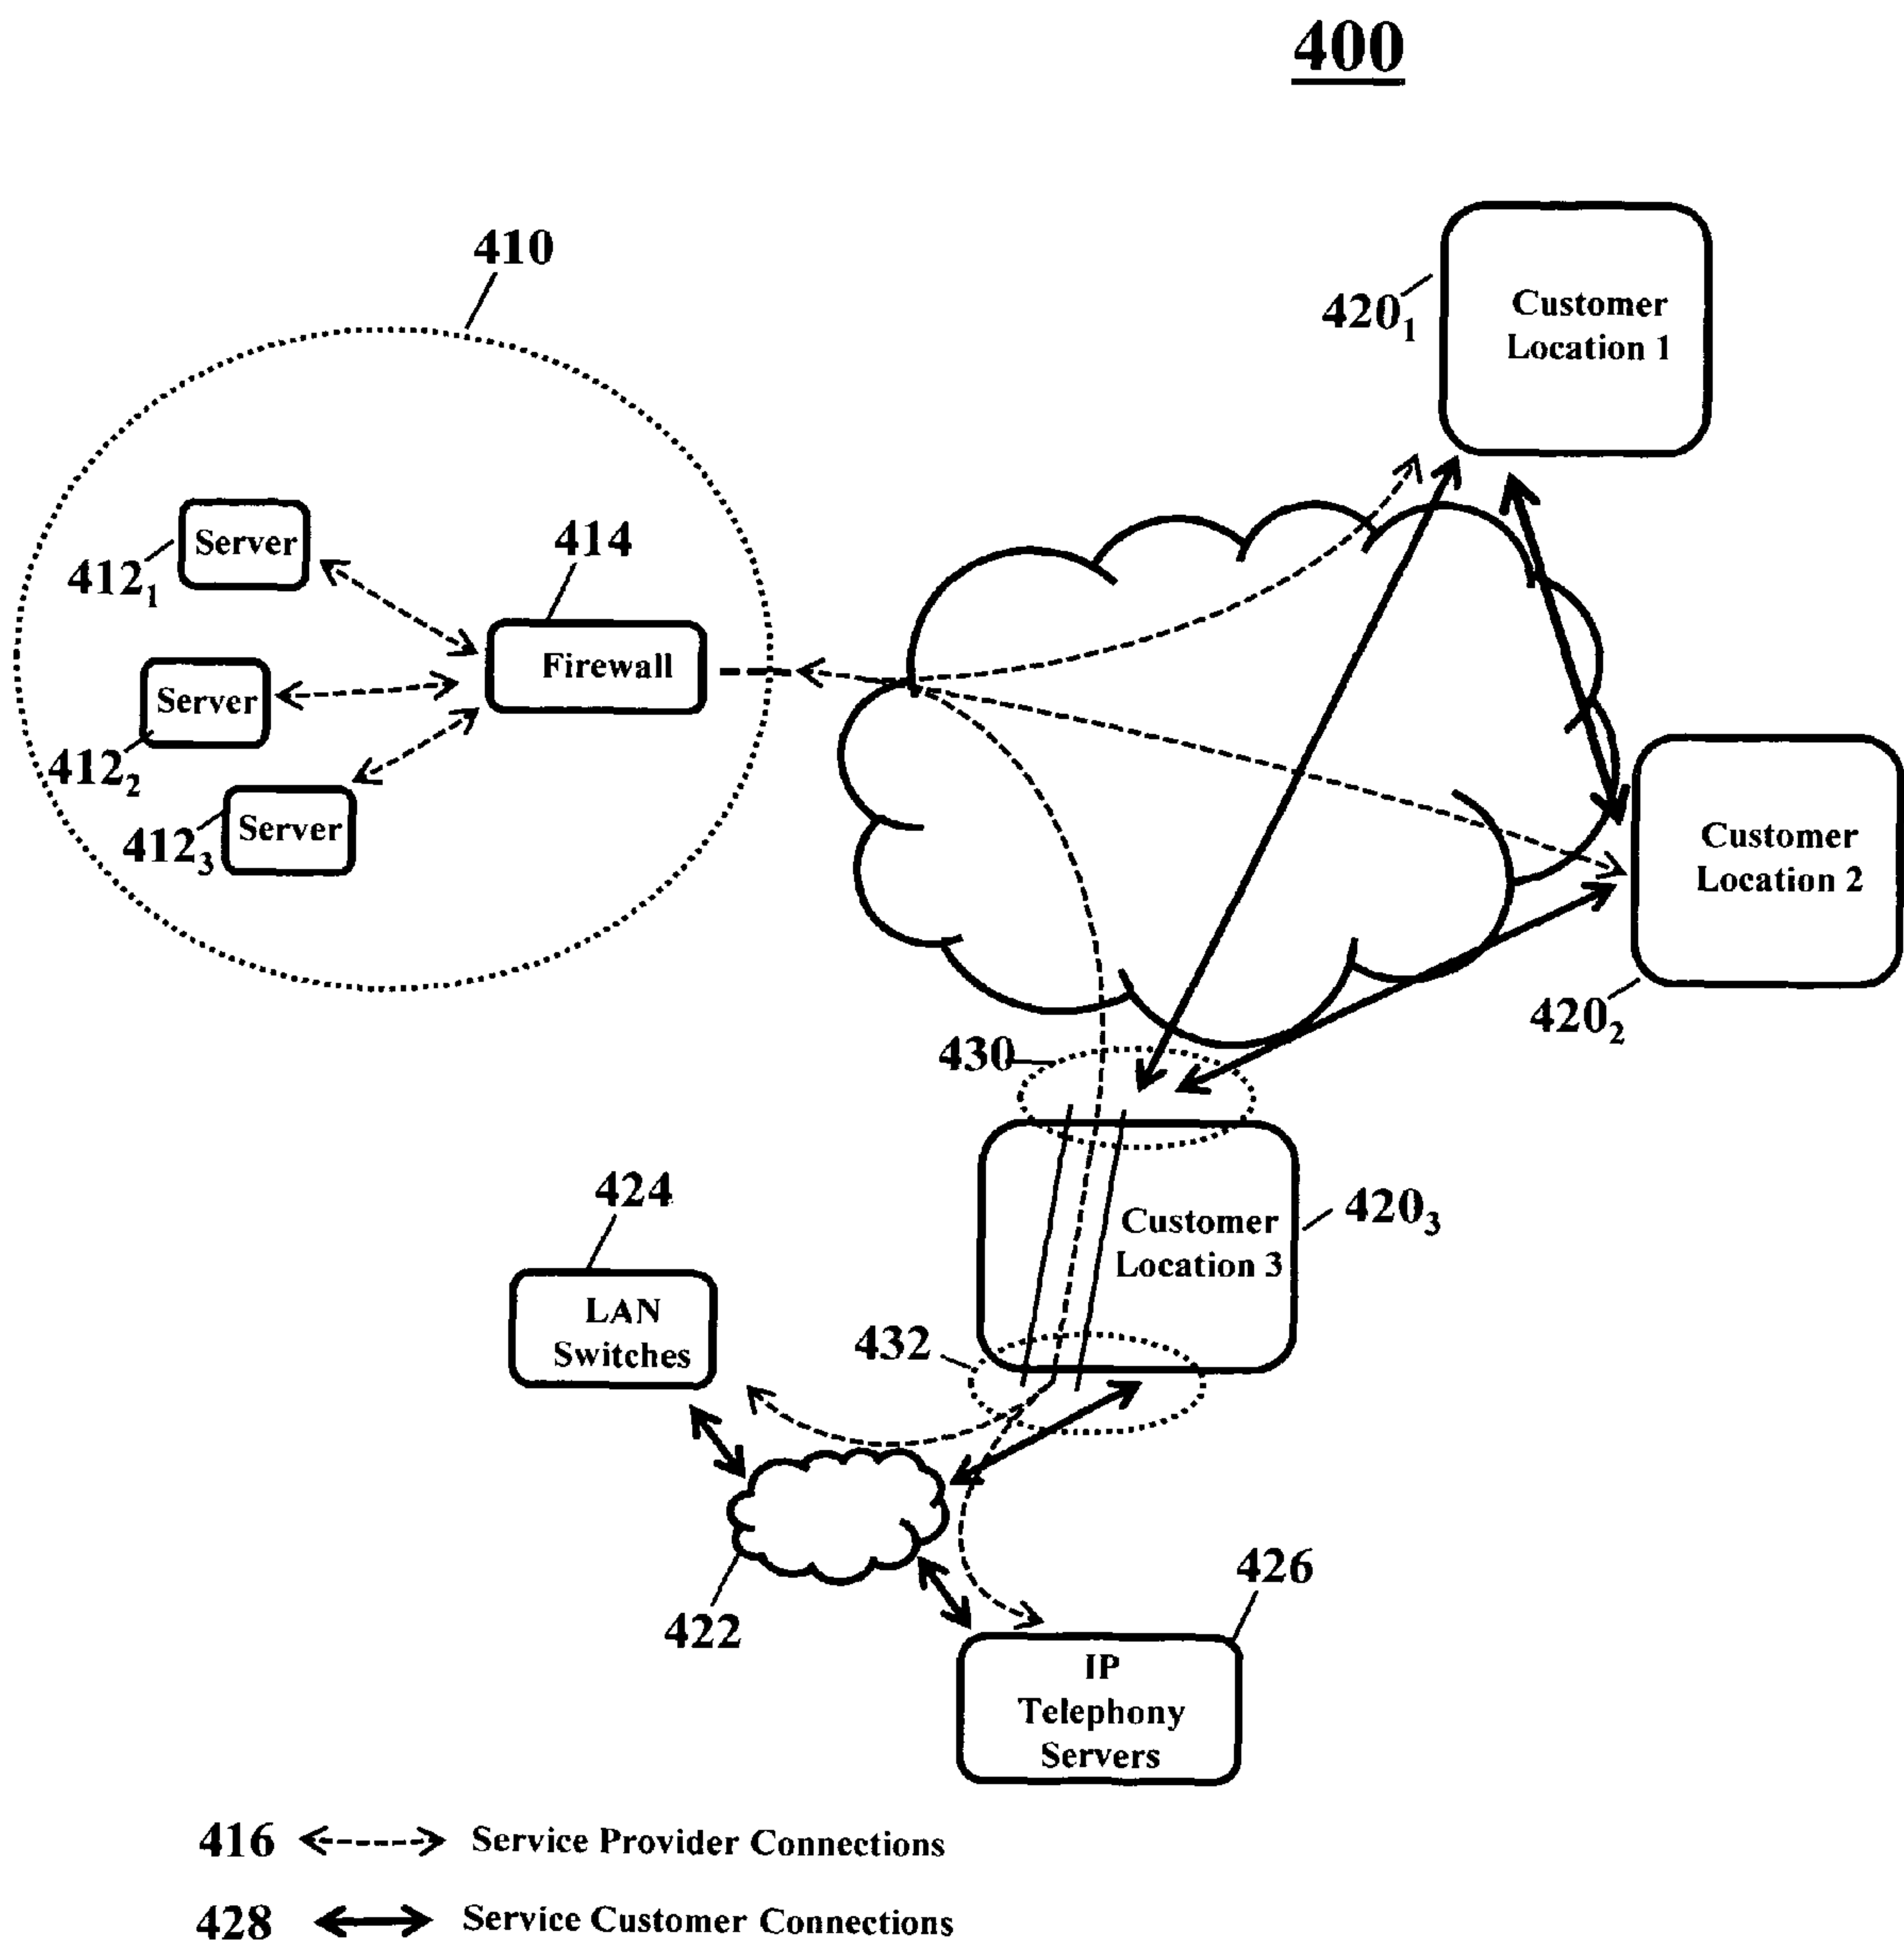 400
410
420₁
Customer
Location 1
Server
412₁
414
Firewall
Server
412₂
Server
412₃
Customer
Location 2
420₂
430
Customer
Location 3
420₃
424
LAN
Switches
432
422
426
IP
Telephony
Servers
416 Service Provider Connections
428 Service Customer Connections